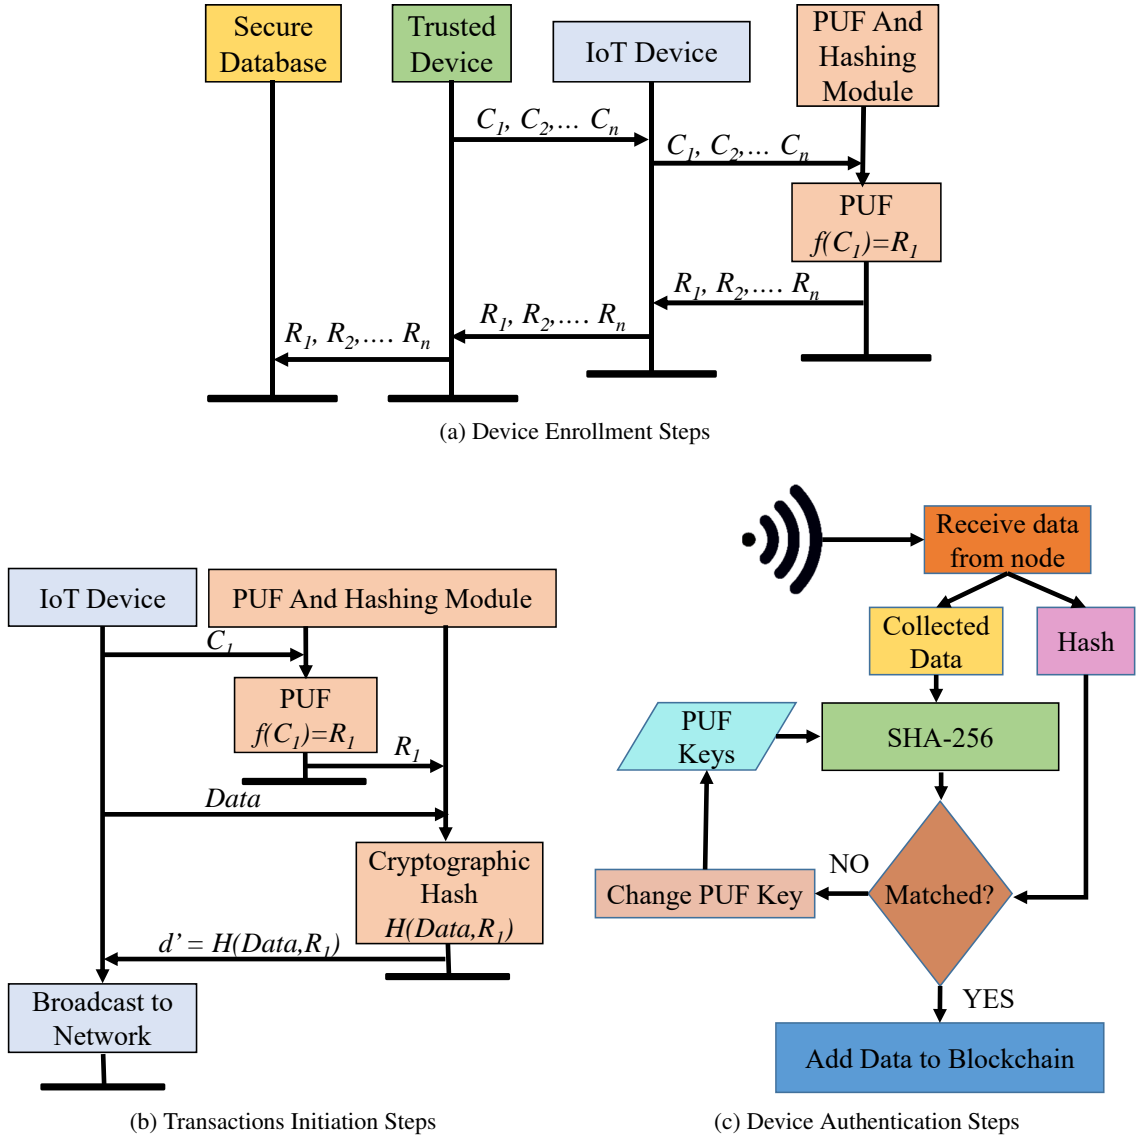 Secure
Database
Trusted
Device
IoT Device
PUF And
Hashing
Module
C1, C2,... Cn
C1, C2,... Cn
PUF
f(C1)=R1
R1, R2,.... Rn
R1, R2,.... Rn
R1, R2,.... Rn
(a) Device Enrollment Steps
IoT Device
PUF And Hashing Module
C1
PUF
f(C1)=R1
R1
Data
Cryptographic
Hash
H(Data,R1)
d’ = H(Data,R1)
Broadcast to
Network
(b) Transactions Initiation Steps
Receive data
from node
Collected
Data
Hash
PUF
Keys
SHA-256
Matched?
NO
Change PUF Key
YES
Add Data to Blockchain
(c) Device Authentication Steps